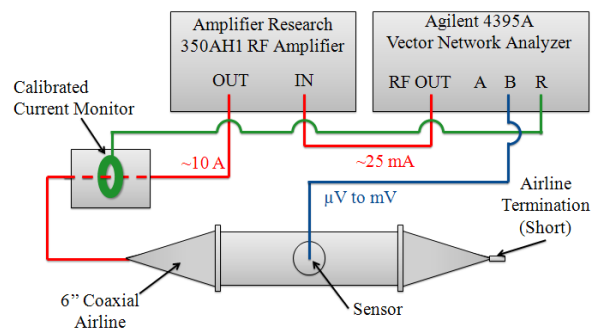 Amplifier Research
350AH1 RF Amplifier
OUT IN
Agilent 4395A
Vector Network Analyzer
RF OUT A B R
Calibrated
Current Monitor
~10 A
~25 mA
µV to mV
Airline
Termination
(Short)
6” Coaxial
Airline
Sensor